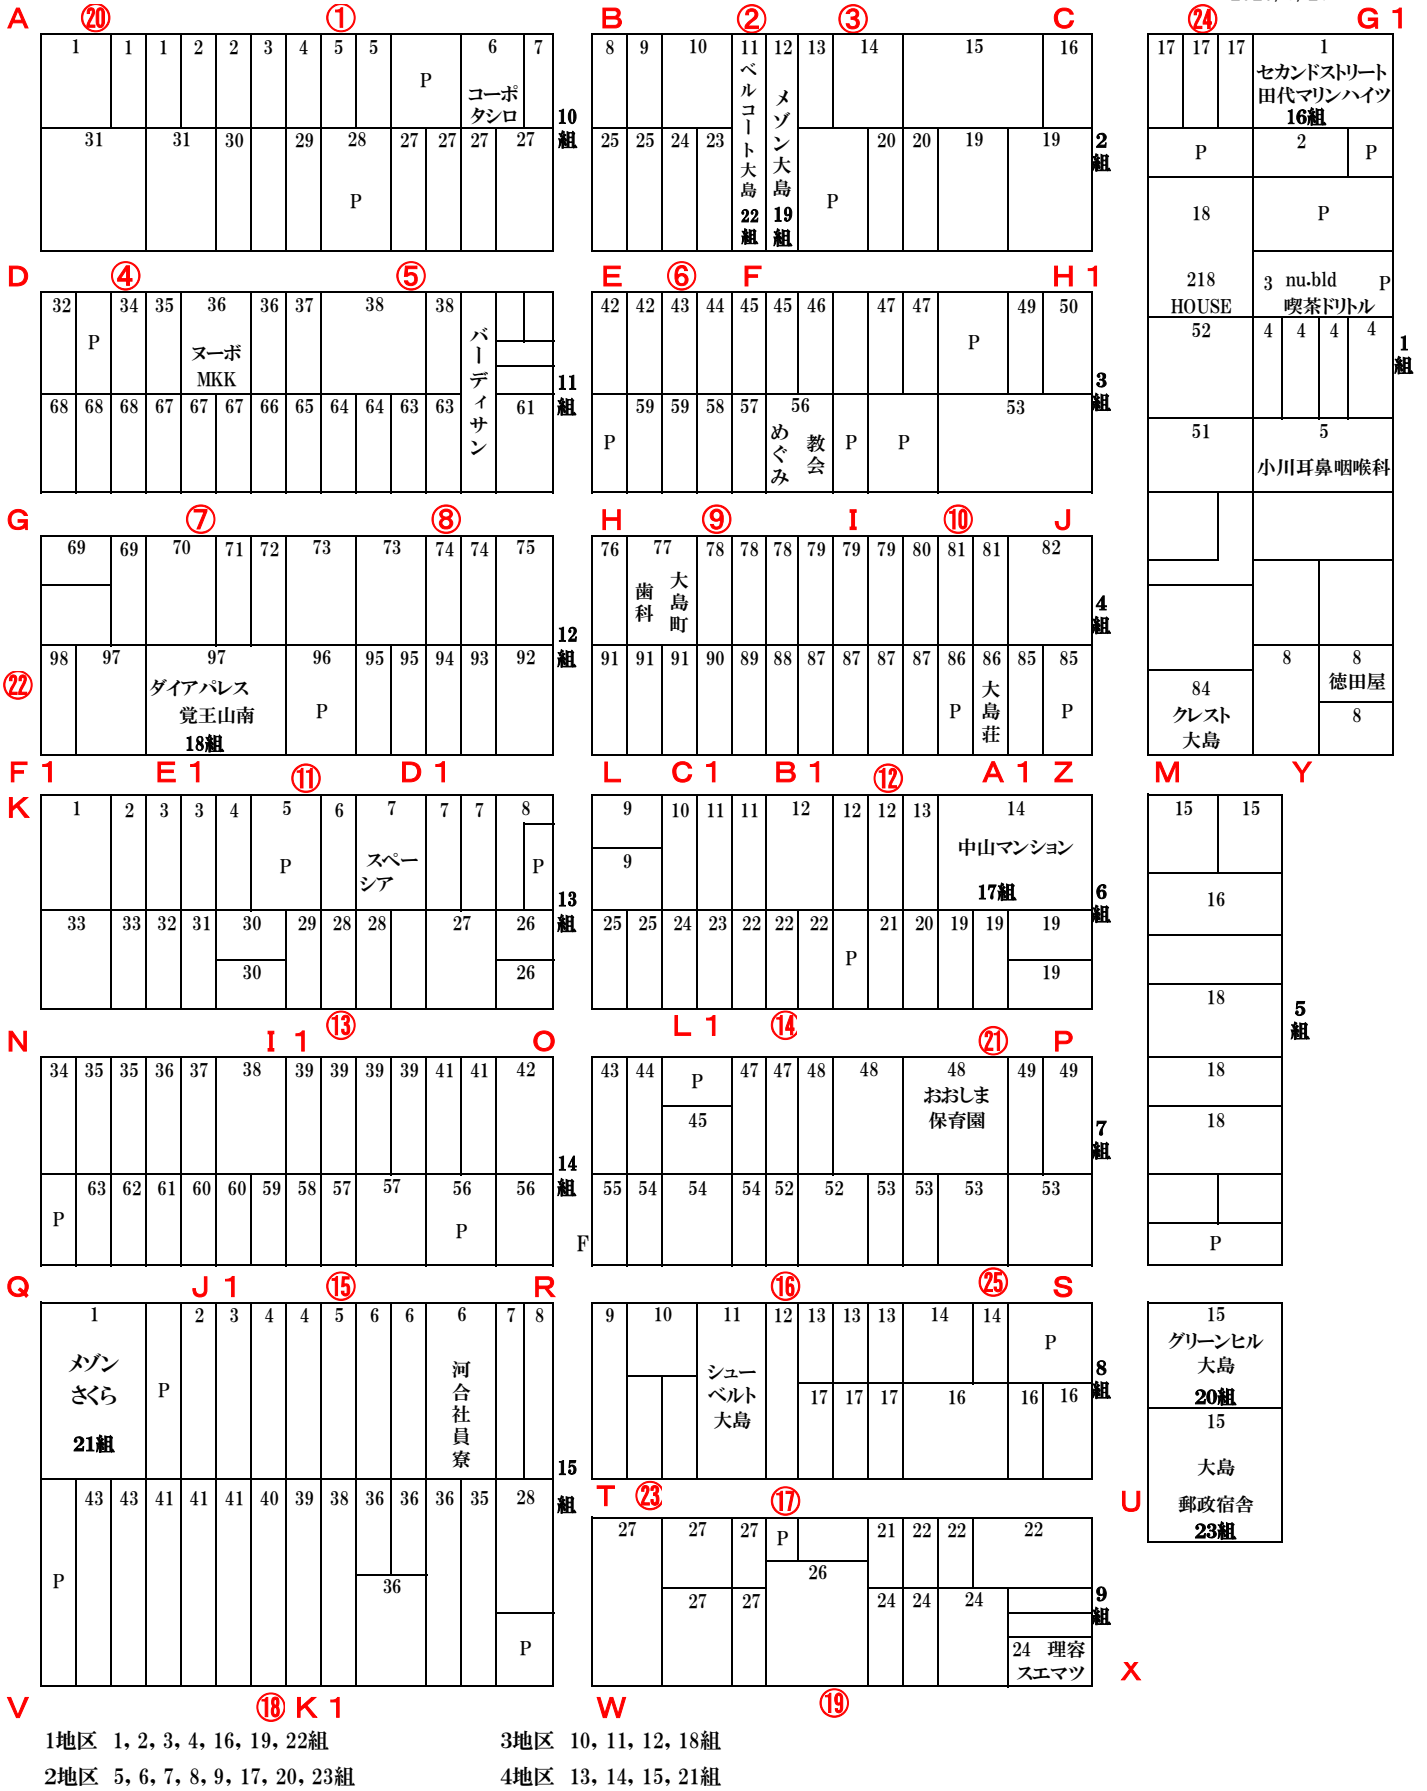 A ⑳ ① B ② ③ C ㉔ G 1
1 1 1 2 2 3 4 5 5 P 6 7
コーポ
タシロ
10
組
31 31 30 29 28 27 27 27 27
P
8 9 10 11 12 13 14 15 16
ベルコート大島
22
組
メゾン大島
19
組
25 25 24 23 P 20 20 19 19
2
組
17 17 17 1
セカンドストリート
田代マリンハイツ
16組
P 2 P
18 P
218
HOUSE
3 nu.bld P
喫茶ドリトル
52 4 4 4 4
1
組
51 5
小川耳鼻咽喉科
8 8
徳田屋
8
84
クレスト
大島
D ④ ⑤ E ⑥ F H 1
32 P 34 35 36 36 37 38 38
ヌーボ
MKK
バーディサン
11
組
68 68 68 67 67 67 66 65 64 64 63 63 61
42 42 43 44 45 45 46 47 47 P 49 50
3
組
P 59 59 58 57 56 P P 53
めぐみ
教会
G ⑦ ⑧ H ⑨ I ⑩ J
69 69 70 71 72 73 73 74 74 75
12
組
98 97 97 96 95 95 94 93 92
ダイアパレス
覚王山南
18組
P
㉒
76 77 78 78 78 79 79 79 80 81 81 82
大島町
歯科
4
組
91 91 91 90 89 88 87 87 87 87 86 86 85 85
P 大島荘 P
F 1 E 1 ⑪ D 1 L C 1 B 1 ⑫ A 1 Z M Y
K
1 2 3 3 4 5 6 7 7 7 8
P
スペー
シア
P
13
組
33 33 32 31 30 29 28 28 27 26
30 26
9 10 11 11 12 12 12 13 14
9
中山マンション
17組
6
組
25 25 24 23 22 22 22 P 21 20 19 19 19
19
15 15
16
18
18
18
P
5
組
N I 1 ⑬ O L 1 ⑭ ㉑ P
34 35 35 36 37 38 39 39 39 39 41 41 42
14
組
P 63 62 61 60 60 59 58 57 57 56 56
P
F
43 44 P 47 47 48 48 48 49 49
45
おおしま
保育園
7
組
55 54 54 54 52 52 53 53 53 53
Q J 1 ⑮ R ⑯ ㉕ S
1 P 2 3 4 4 5 6 6 6 7 8
メゾン
さくら
21組
河合社員寮
15
組
P 43 43 41 41 41 40 39 38 36 36 36 35 28
36
P
9 10 11 12 13 13 13 14 14 P
シュー
ベルト
大島
17 17 17 16 16 16
8
組
15
グリーンヒル
大島
20組
15
大島
郵政宿舎
23組
T ㉓ ⑰ U
27 27 27 P 21 22 22 22
26
27 27 24 24 24
9
組
24 理容
スエマツ
X
V ⑱ K 1 W ⑲
1地区 1, 2, 3, 4, 16, 19, 22組
3地区 10, 11, 12, 18組
2地区 5, 6, 7, 8, 9, 17, 20, 23組
4地区 13, 14, 15, 21組